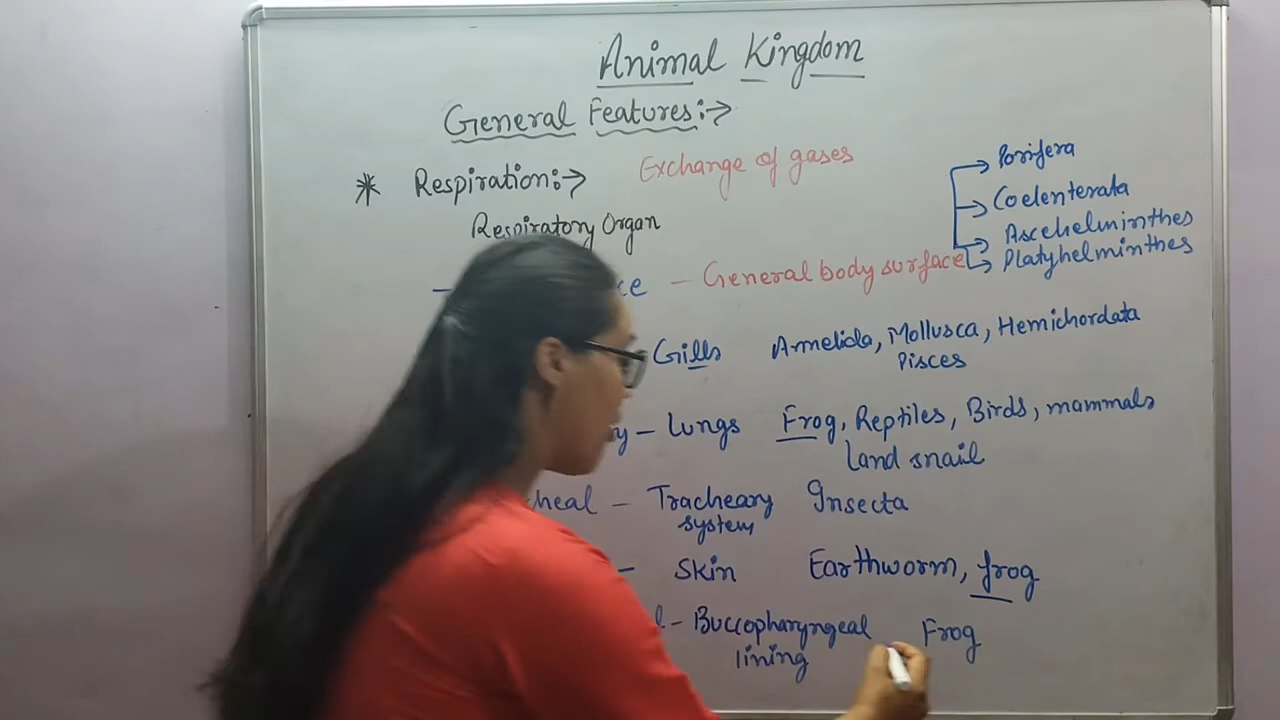 Animal Kingdom
General Features:→
* Respiration:→ Exchange of gases
Respiratory Organ
→ Porifera
→ Coelenterata
→ Aschelminthes
→ Platyhelminthes
– ce – General body surface
Gills Annelida, Mollusca, Hemichordata
Pisces
y – Lungs Frog, Reptiles, Birds, mammals
Land snail
cheal – Tracheary Insecta
system
– Skin Earthworm, frog
l – Buccopharyngeal Frog
lining